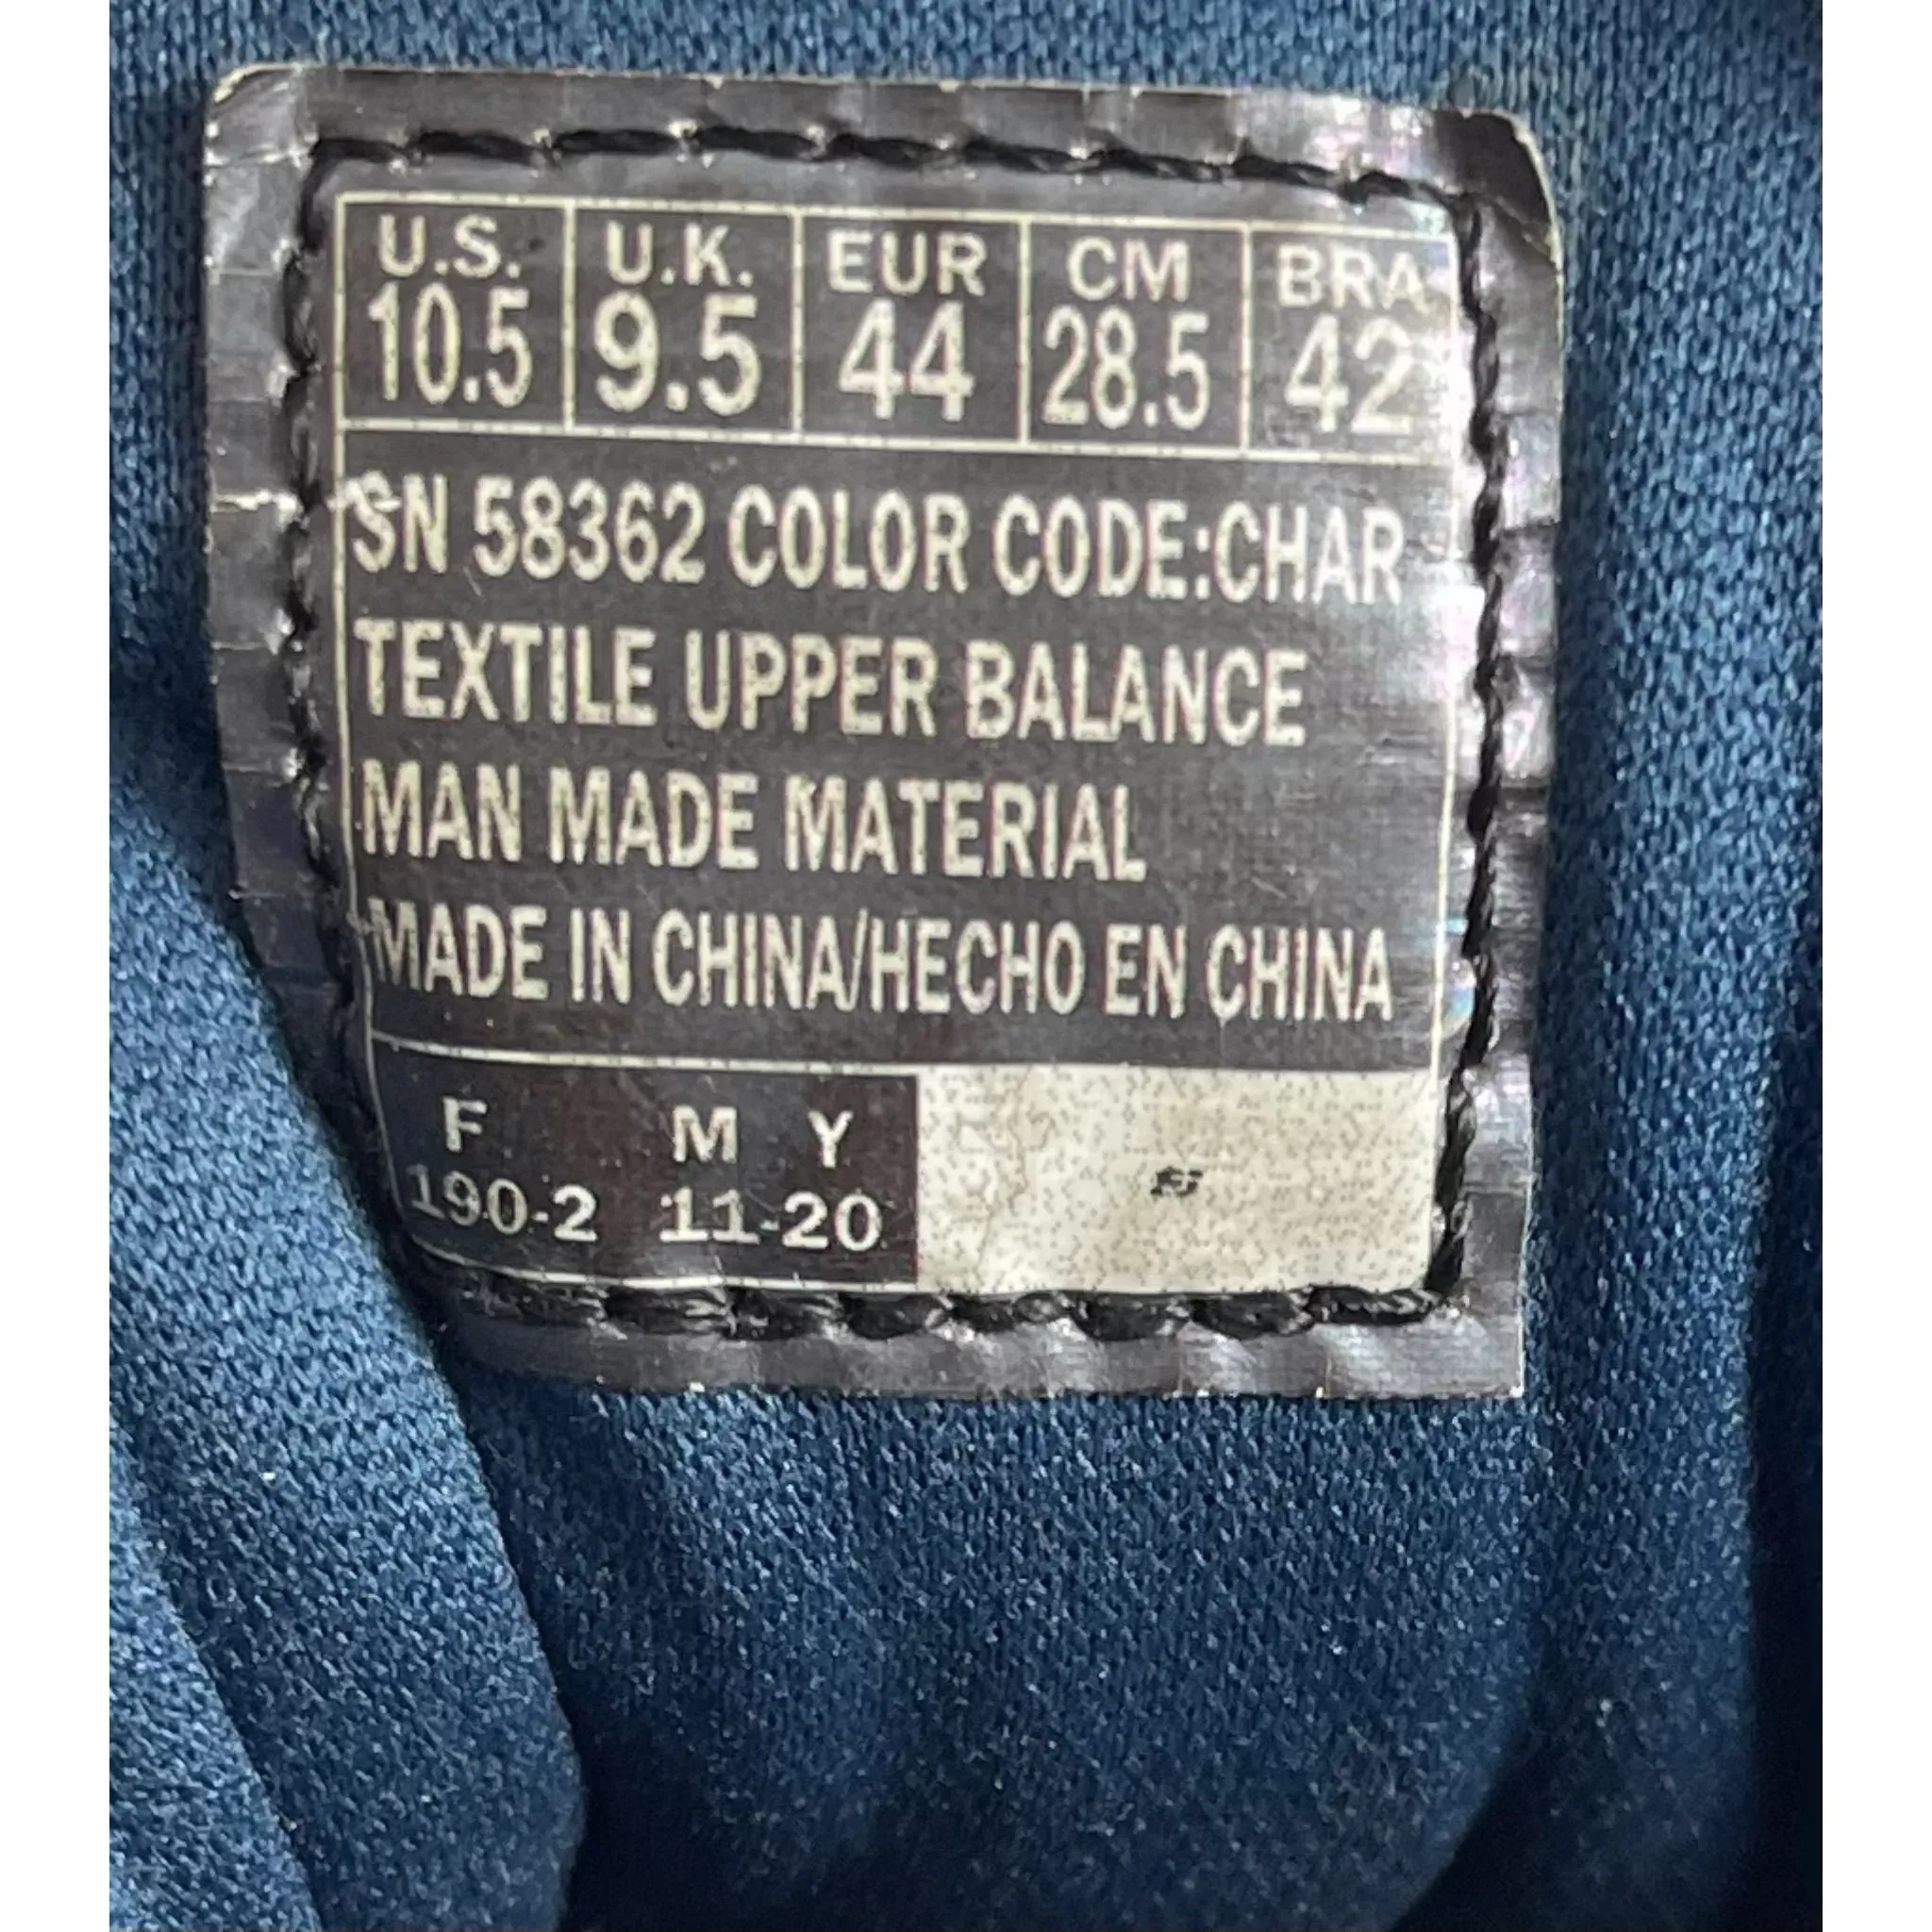 U.S. U.K. EUR CM BRA
10.5 9.5 44 28.5 42
SN 58362 COLOR CODE:CHAR
TEXTILE UPPER BALANCE
MAN MADE MATERIAL
MADE IN CHINA/HECHO EN CHINA
F M Y
190-2 11-20